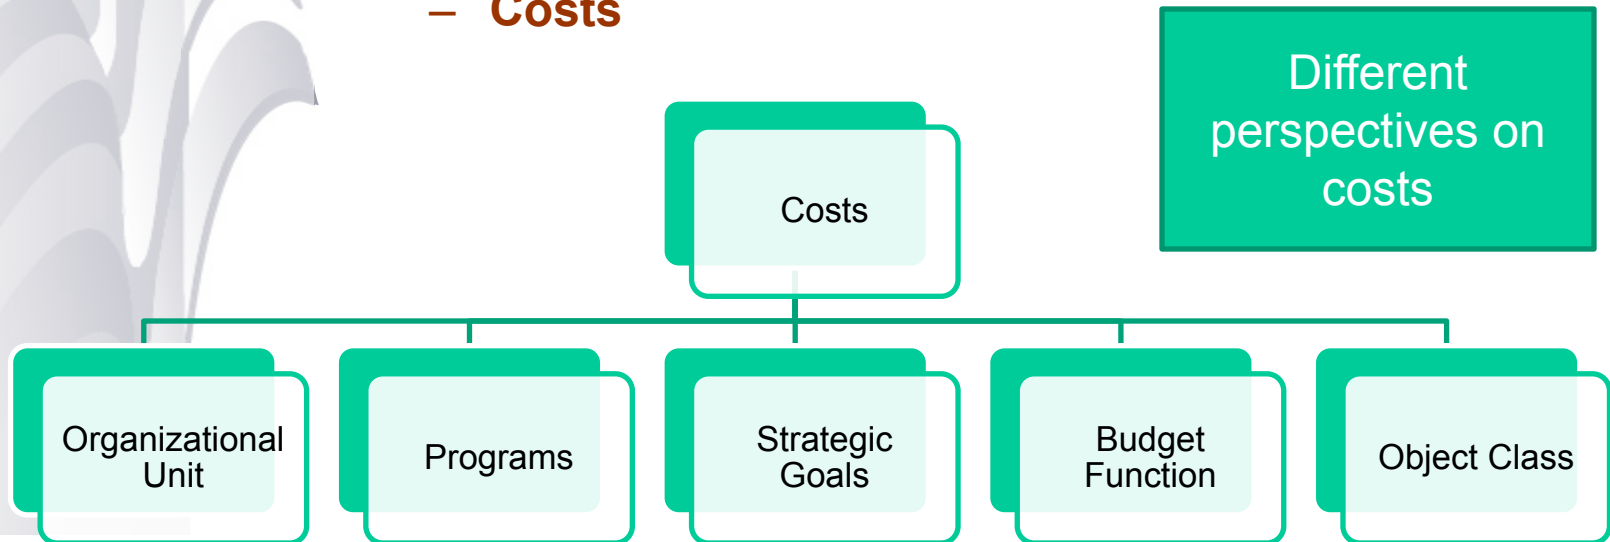 – Costs
Different
perspectives on
costs
Costs
Organizational
Unit
Programs
Strategic
Goals
Budget
Function
Object Class